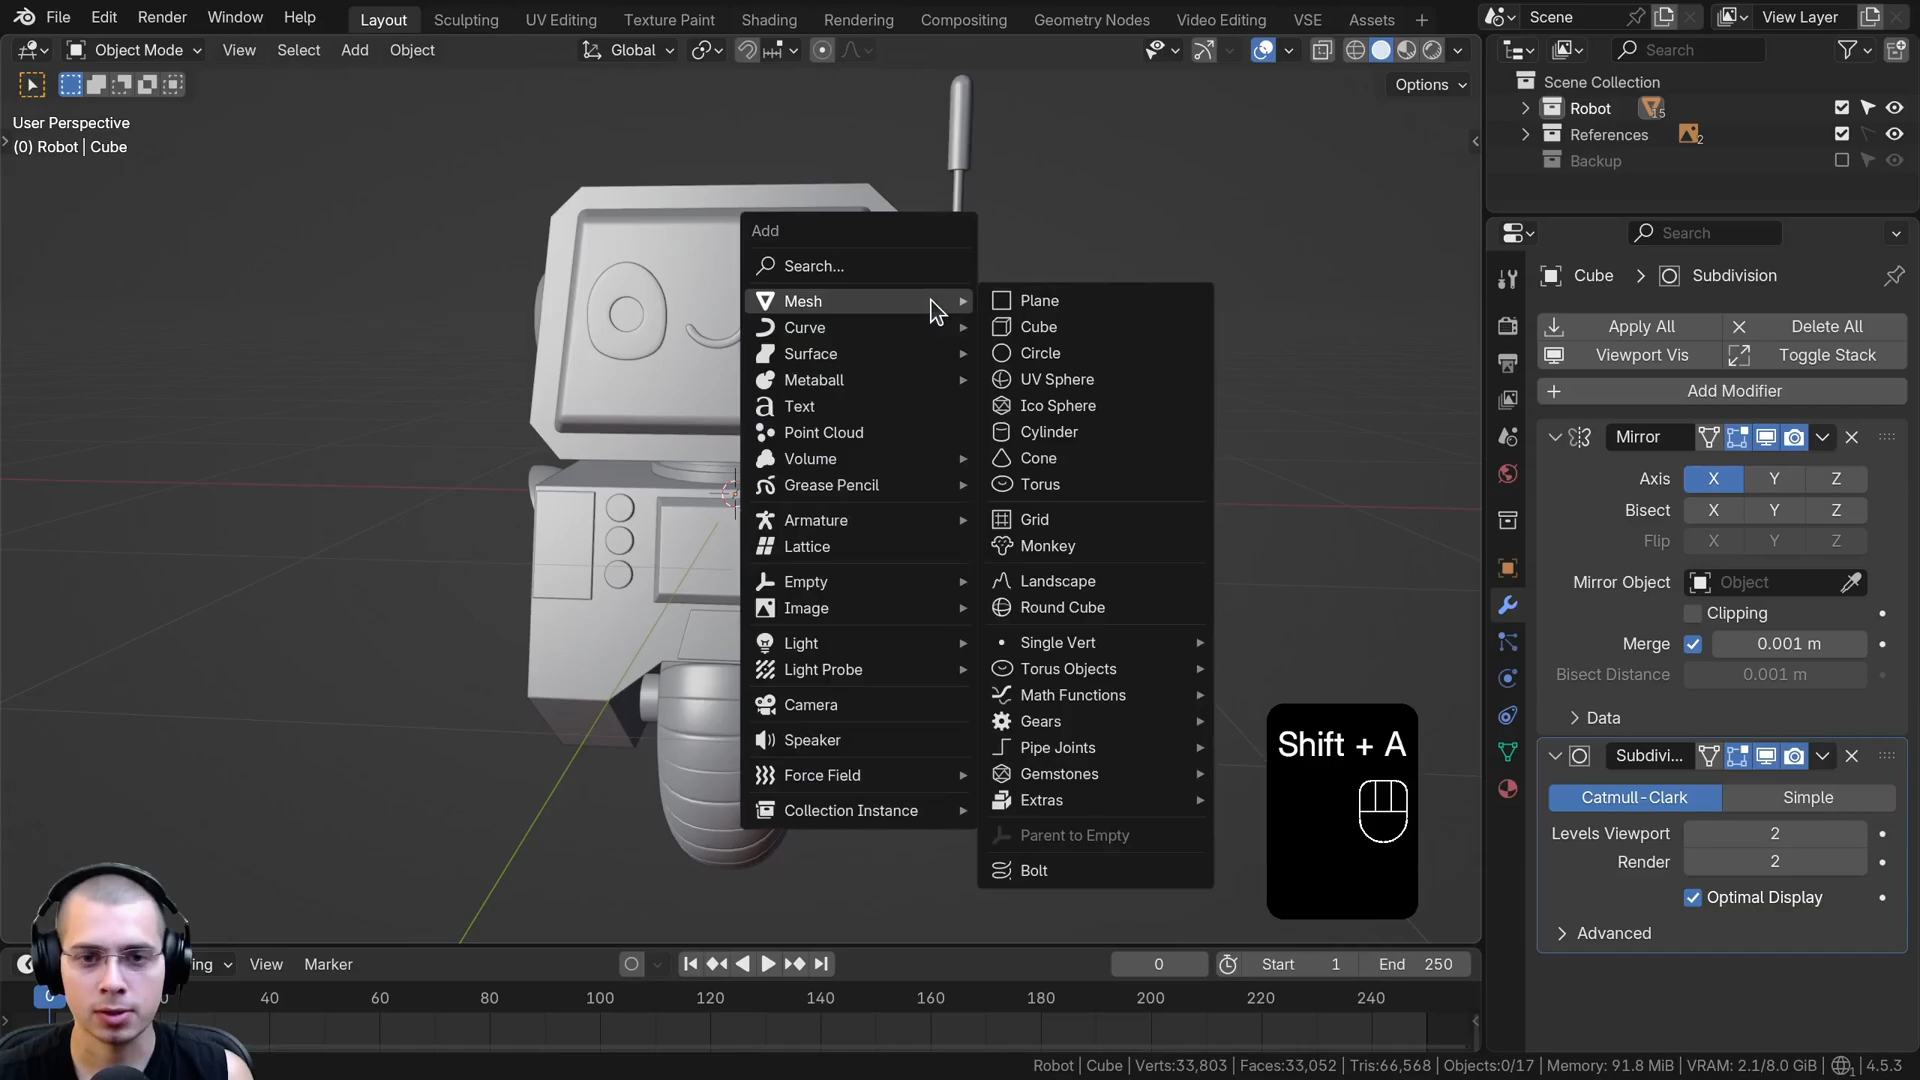 File Edit Render Window Help Layout Sculpting UV Editing Texture Paint Shading Rendering Compositing Geometry Nodes Video Editing VSE Assets + Scene View Layer
Object Mode View Select Add Object Global Search
Options
Scene Collection
User Perspective
(0) Robot | Cube
Robot 15
References 2
Backup
Search
Add
Search...
Mesh
Curve
Surface
Metaball
Text
Point Cloud
Volume
Grease Pencil
Armature
Lattice
Empty
Image
Light
Light Probe
Camera
Speaker
Force Field
Collection Instance
Plane
Cube
Circle
UV Sphere
Ico Sphere
Cylinder
Cone
Torus
Grid
Monkey
Landscape
Round Cube
Single Vert
Torus Objects
Math Functions
Gears
Pipe Joints
Gemstones
Extras
Parent to Empty
Bolt
Shift + A
Cube > Subdivision
Apply All Delete All
Viewport Vis Toggle Stack
+ Add Modifier
Mirror
Axis X Y Z
Bisect X Y Z
Flip X Y Z
Mirror Object Object
Clipping
Merge 0.001 m
Bisect Distance 0.001 m
Data
Subdivi...
Catmull-Clark Simple
Levels Viewport 2
Render 2
Optimal Display
Advanced
ing View Marker 0 Start 1 End 250
0 40 60 80 100 120 140 160 180 200 220 240
Robot | Cube | Verts:33,803 | Faces:33,052 | Tris:66,568 | Objects:0/17 | Memory: 91.8 MiB | VRAM: 2.1/8.0 GiB | 1 | 4.5.3